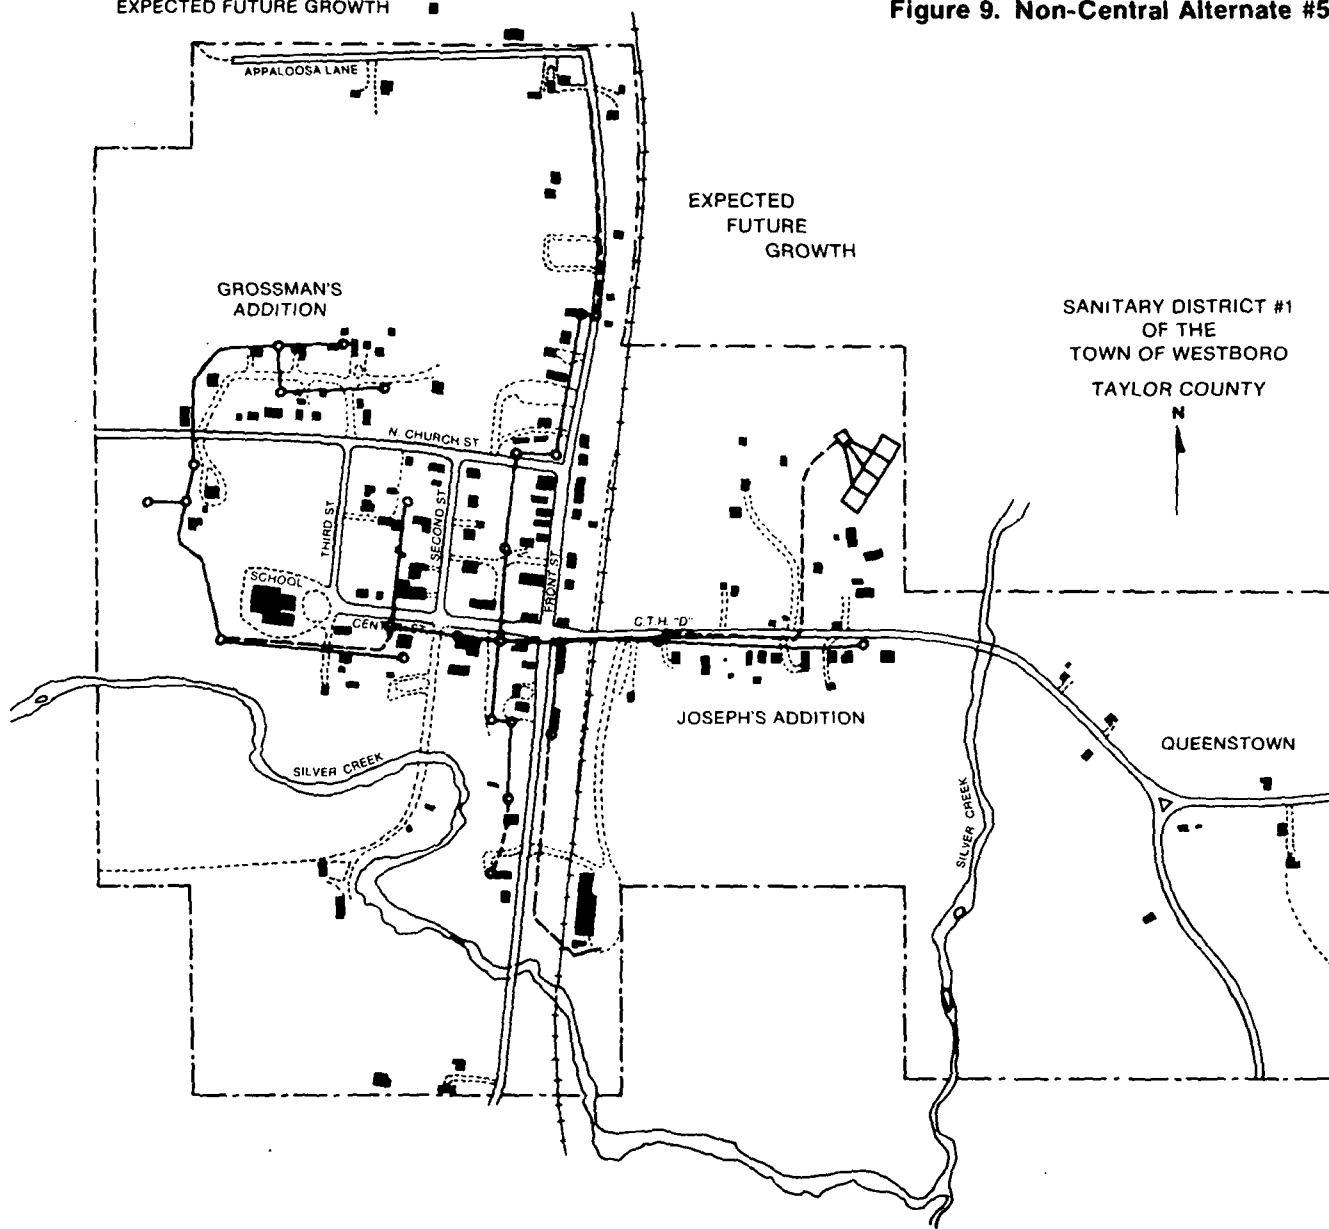 EXPECTED FUTURE GROWTH
Figure 9. Non-Central Alternate #5
APPALOOSA LANE
EXPECTED
FUTURE
GROWTH
GROSSMAN'S
ADDITION
SANITARY DISTRICT #1
OF THE
TOWN OF WESTBORO
TAYLOR COUNTY
N
N. CHURCH ST
THIRD ST
SECOND ST
FRONT ST
SCHOOL
C.T.H. "D"
JOSEPH'S ADDITION
QUEENSTOWN
SILVER CREEK
SILVER CREEK